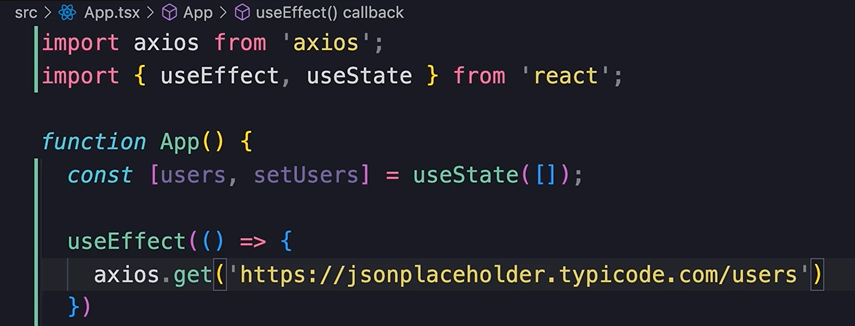 src > App.tsx > App > useEffect() callback
import axios from 'axios';
import { useEffect, useState } from 'react';
function App() {
const [users, setUsers] = useState([]);
useEffect(() => {
axios.get('https://jsonplaceholder.typicode.com/users')
})